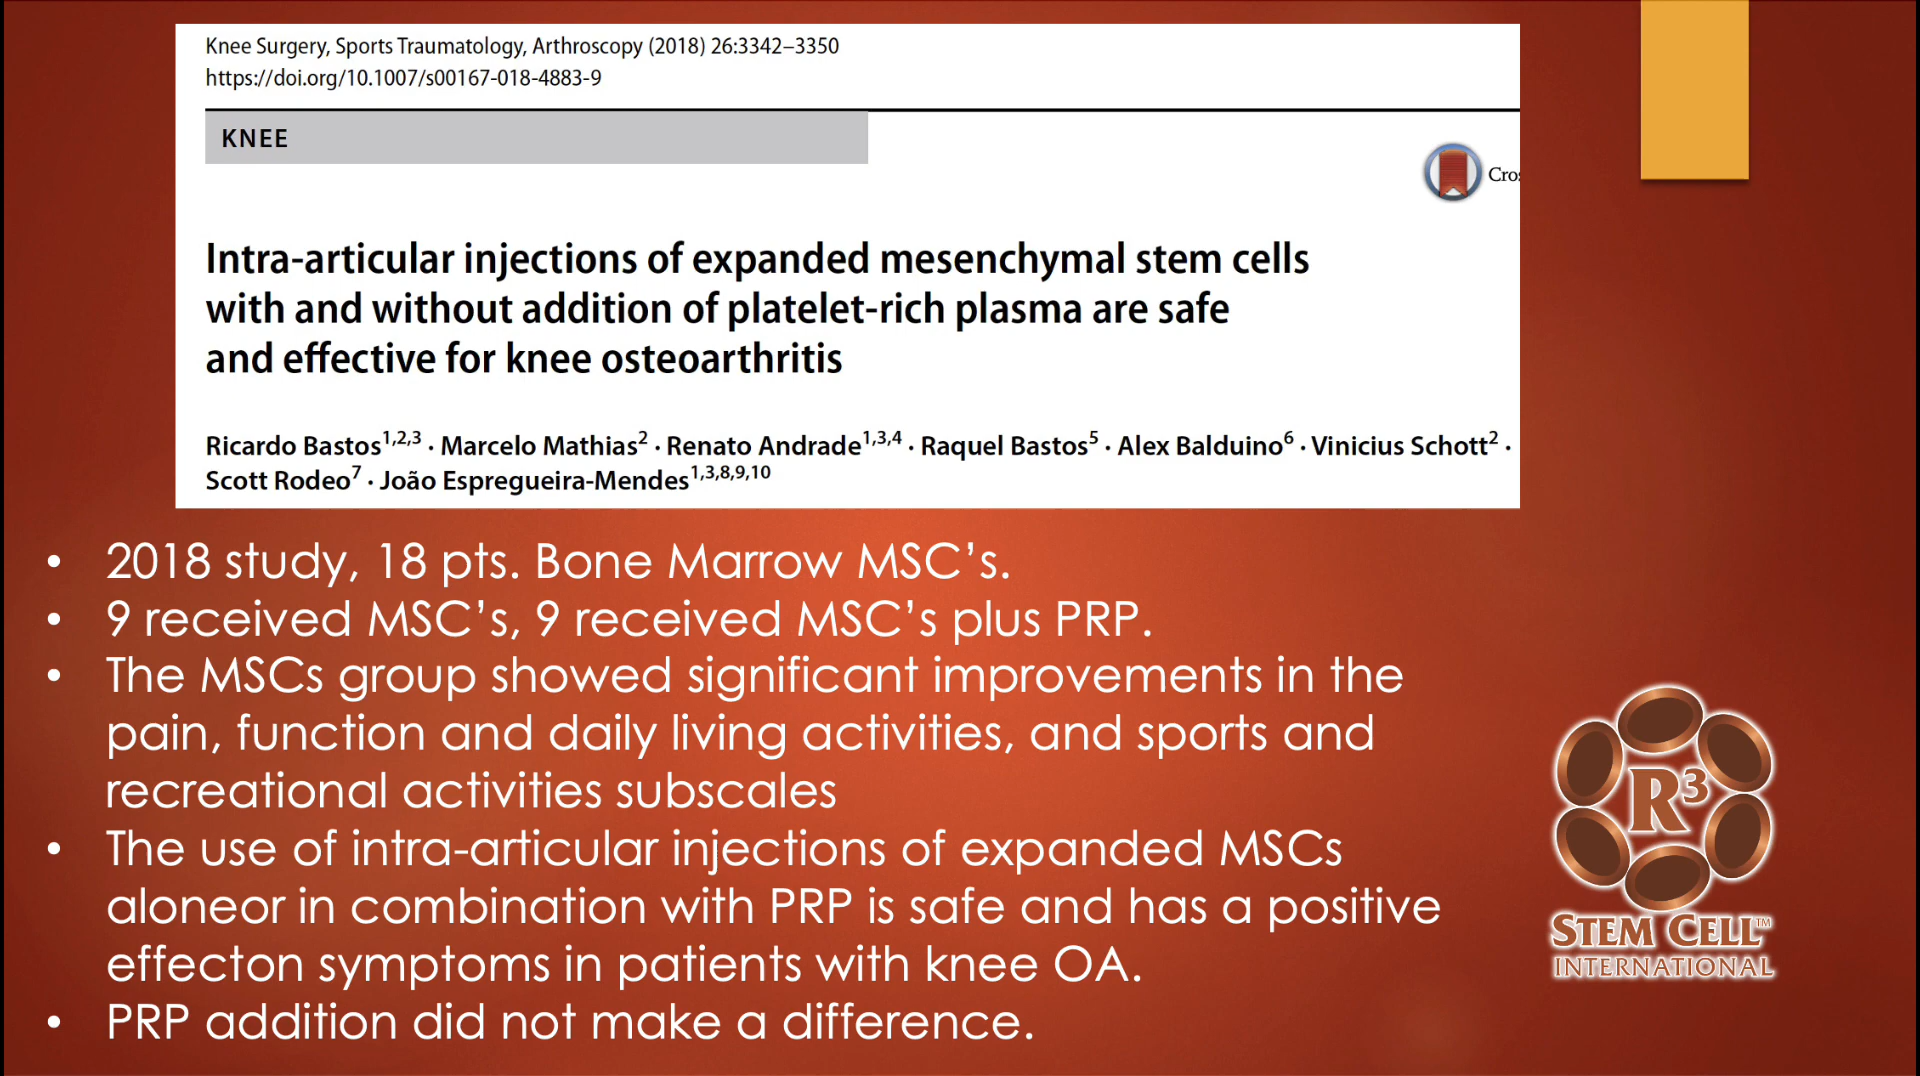 Knee Surgery, Sports Traumatology, Arthroscopy (2018) 26:3342–3350
https://doi.org/10.1007/s00167-018-4883-9
KNEE
Cros
Intra-articular injections of expanded mesenchymal stem cells
with and without addition of platelet-rich plasma are safe
and effective for knee osteoarthritis
Ricardo Bastos1,2,3 · Marcelo Mathias2 · Renato Andrade1,3,4 · Raquel Bastos5 · Alex Balduino6 · Vinicius Schott2 ·
Scott Rodeo7 · João Espregueira-Mendes1,3,8,9,10
• 2018 study, 18 pts. Bone Marrow MSC’s.
• 9 received MSC’s, 9 received MSC’s plus PRP.
• The MSCs group showed significant improvements in the
pain, function and daily living activities, and sports and
recreational activities subscales
• The use of intra-articular injections of expanded MSCs
aloneor in combination with PRP is safe and has a positive
effecton symptoms in patients with knee OA.
• PRP addition did not make a difference.
R3
STEM CELL™
INTERNATIONAL